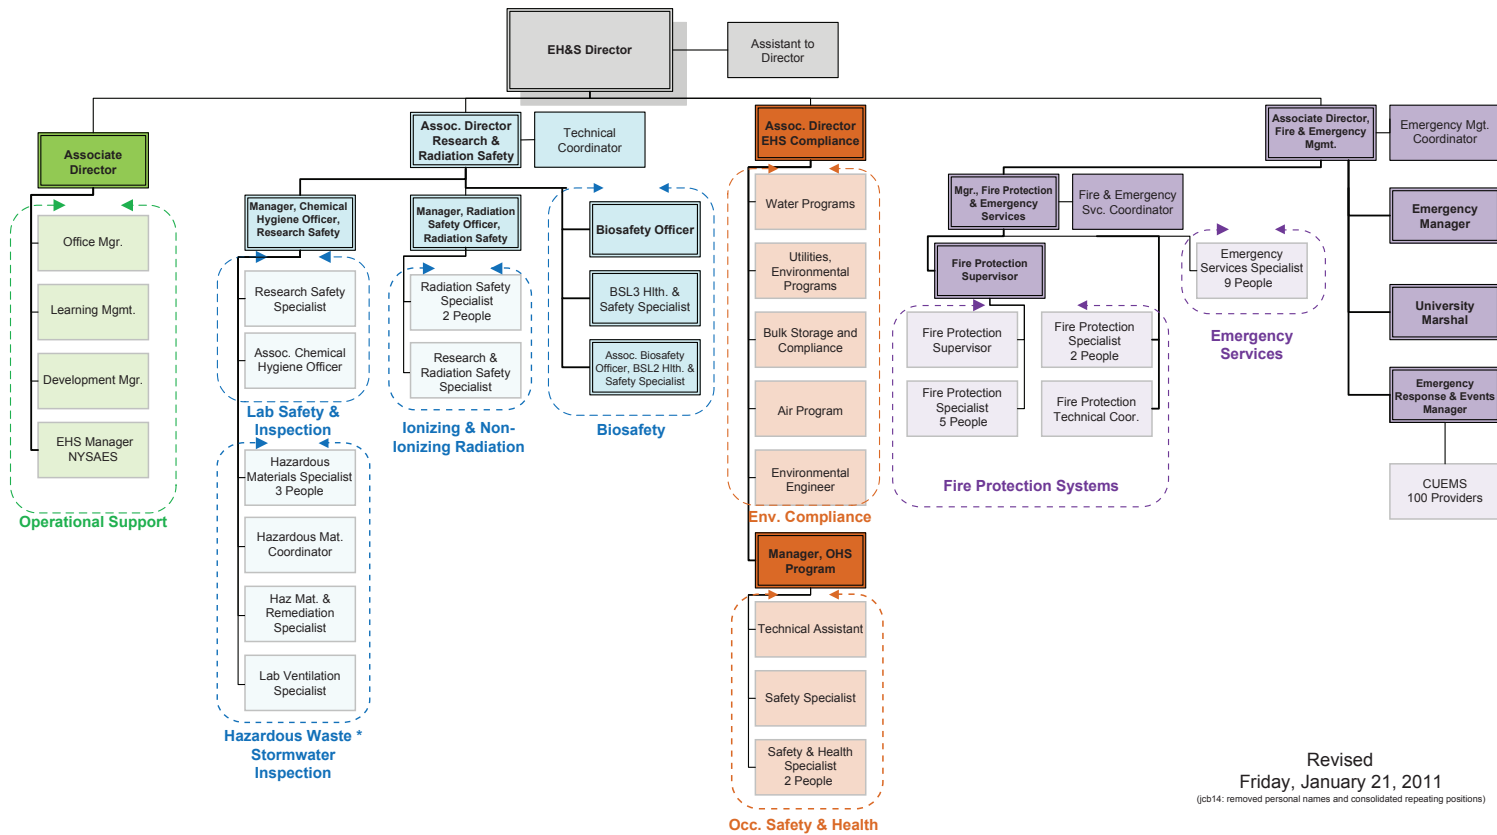 EH&S Director
Assistant to
Director
Associate
Director
Assoc. Director
Research &
Radiation Safety
Technical
Coordinator
Assoc. Director
EHS Compliance
Associate Director,
Fire & Emergency
Mgmt.
Emergency Mgt.
Coordinator
Office Mgr.
Learning Mgmt.
Development Mgr.
EHS Manager
NYSAES
Operational Support
Manager, Chemical
Hygiene Officer,
Research Safety
Research Safety
Specialist
Assoc. Chemical
Hygiene Officer
Lab Safety &
Inspection
Hazardous
Materials Specialist
3 People
Hazardous Mat.
Coordinator
Haz Mat. &
Remediation
Specialist
Lab Ventilation
Specialist
Hazardous Waste *
Stormwater
Inspection
Manager, Radiation
Safety Officer,
Radiation Safety
Radiation Safety
Specialist
2 People
Research &
Radiation Safety
Specialist
Ionizing & Non-
Ionizing Radiation
Biosafety Officer
BSL3 Hlth. &
Safety Specialist
Assoc. Biosafety
Officer, BSL2 Hlth. &
Safety Specialist
Biosafety
Water Programs
Utilities,
Environmental
Programs
Bulk Storage and
Compliance
Air Program
Environmental
Engineer
Env. Compliance
Manager, OHS
Program
Technical Assistant
Safety Specialist
Safety & Health
Specialist
2 People
Occ. Safety & Health
Mgr., Fire Protection
& Emergency
Services
Fire & Emergency
Svc. Coordinator
Fire Protection
Supervisor
Fire Protection
Supervisor
Fire Protection
Specialist
5 People
Fire Protection
Specialist
2 People
Fire Protection
Technical Coor.
Fire Protection Systems
Emergency
Services Specialist
9 People
Emergency
Services
Emergency
Manager
University
Marshal
Emergency
Response & Events
Manager
CUEMS
100 Providers
Revised
Friday, January 21, 2011
(jcb14: removed personal names and consolidated repeating positions)